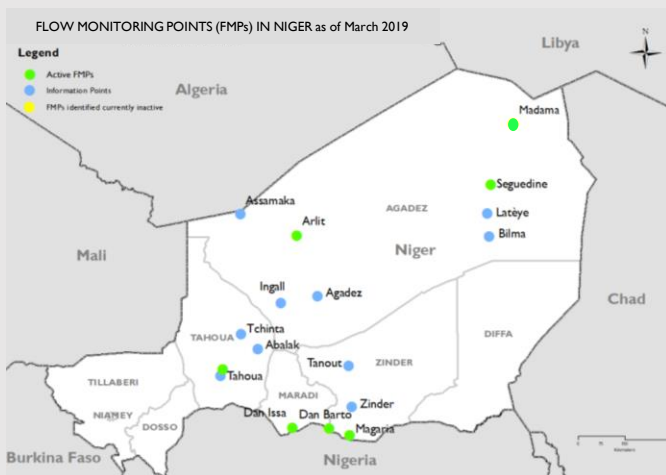 FLOW MONITORING POINTS (FMPs) IN NIGER as of March 2019
Legend
Active FMPs
Information Points
FMPs identified currently inactive
N
Libya
Algeria
Madama
Seguedine
Assamaka
AGADEZ
Latèye
Arlit
Bilma
Niger
Mali
Ingall
Agadez
Chad
Tchinta
TAHOUA
DIFFA
Abalak
Tanout
ZINDER
Tahoua
TILLABERI
MARADI
Zinder
NIAMEY
Dan Issa
Dan Barto
DOSSO
Magaria
Burkina Faso
Nigeria